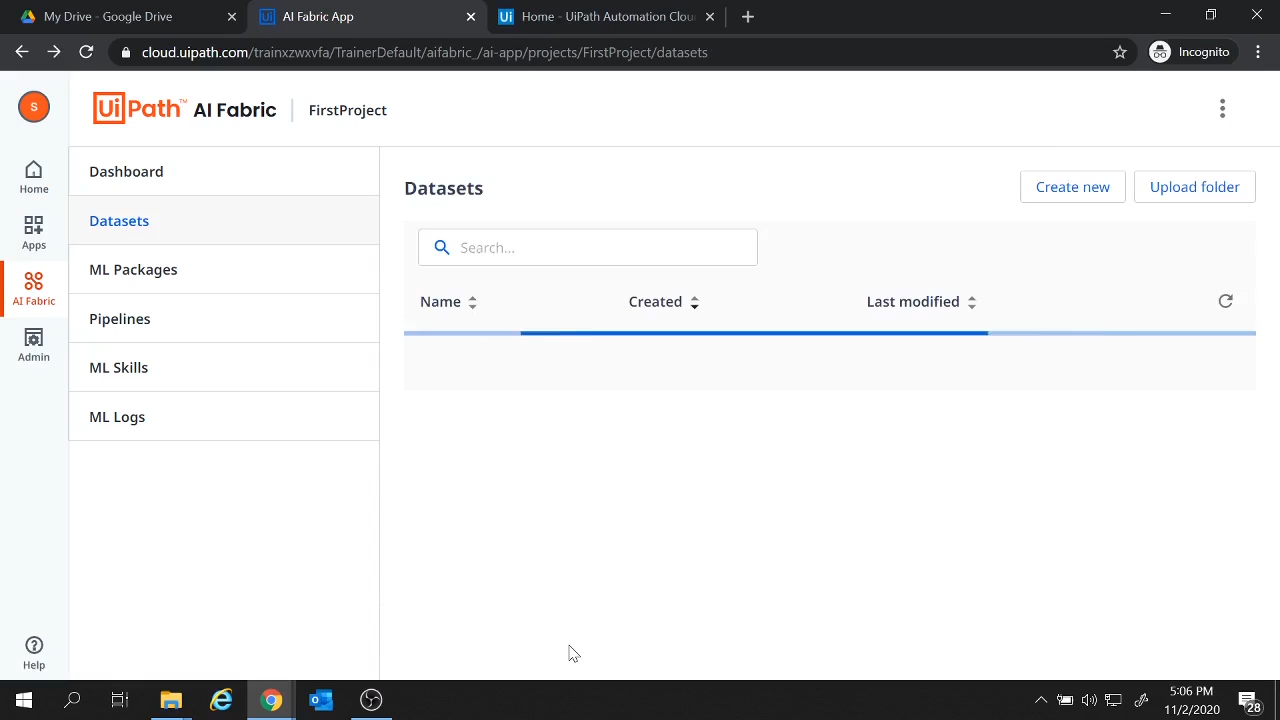 My Drive - Google Drive
AI Fabric App
Ui Home - UiPath Automation Clou
cloud.uipath.com/trainxzwxvfa/TrainerDefault/aifabric_/ai-app/projects/FirstProject/datasets
Incognito
S
UiPath™ AI Fabric
FirstProject
Home
Apps
AI Fabric
Admin
Help
Dashboard
Datasets
ML Packages
Pipelines
ML Skills
ML Logs
Datasets
Create new
Upload folder
Search...
Name
Created
Last modified
5:06 PM
11/2/2020
28